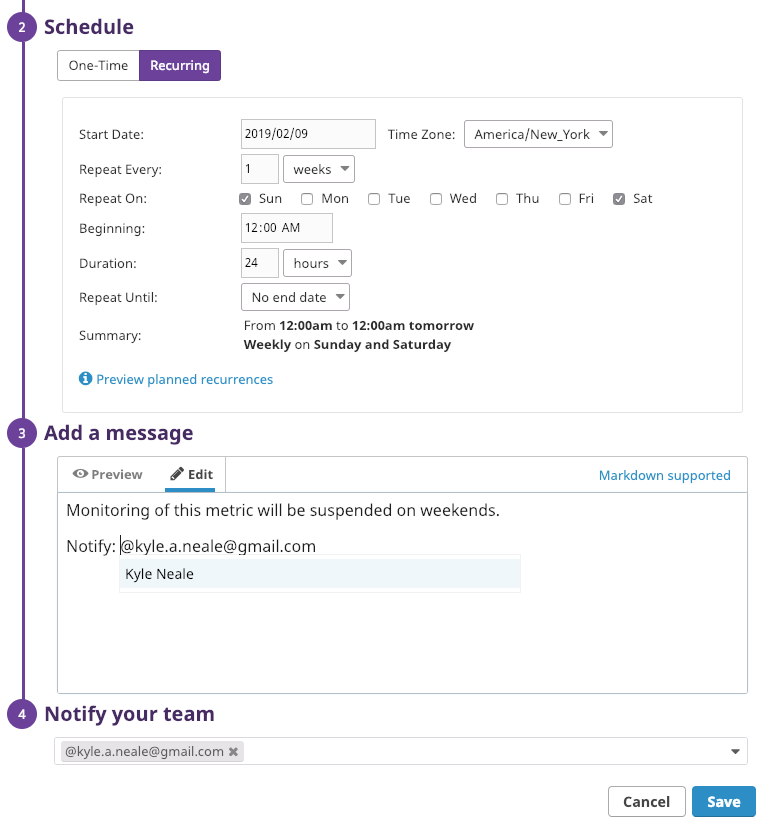 2 Schedule
One-Time Recurring
Start Date: 2019/02/09 Time Zone: America/New_York
Repeat Every: 1 weeks
Repeat On: Sun Mon Tue Wed Thu Fri Sat
Beginning: 12:00 AM
Duration: 24 hours
Repeat Until: No end date
Summary: From 12:00am to 12:00am tomorrow
Weekly on Sunday and Saturday
Preview planned recurrences
3 Add a message
Preview Edit Markdown supported
Monitoring of this metric will be suspended on weekends.
Notify: @kyle.a.neale@gmail.com
Kyle Neale
4 Notify your team
@kyle.a.neale@gmail.com
Cancel Save